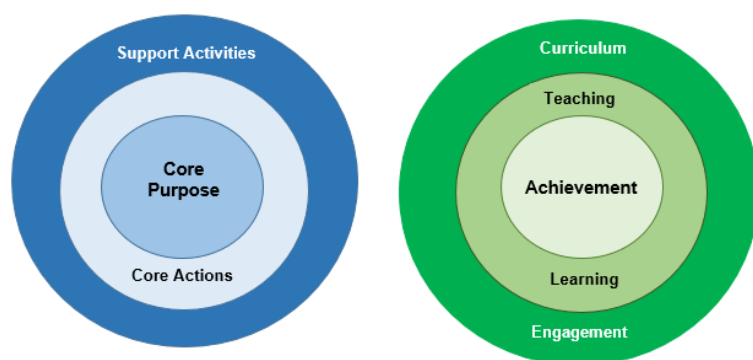 Support Activities
Core
Purpose
Core Actions
Curriculum
Teaching
Achievement
Learning
Engagement